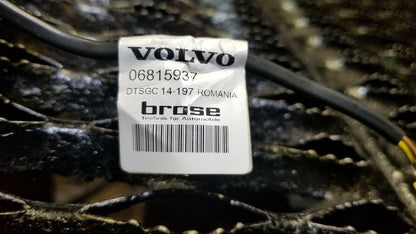 VOLVO
06815937
DTSGC 14-197 ROMANIA
brose
Technik für Automobile